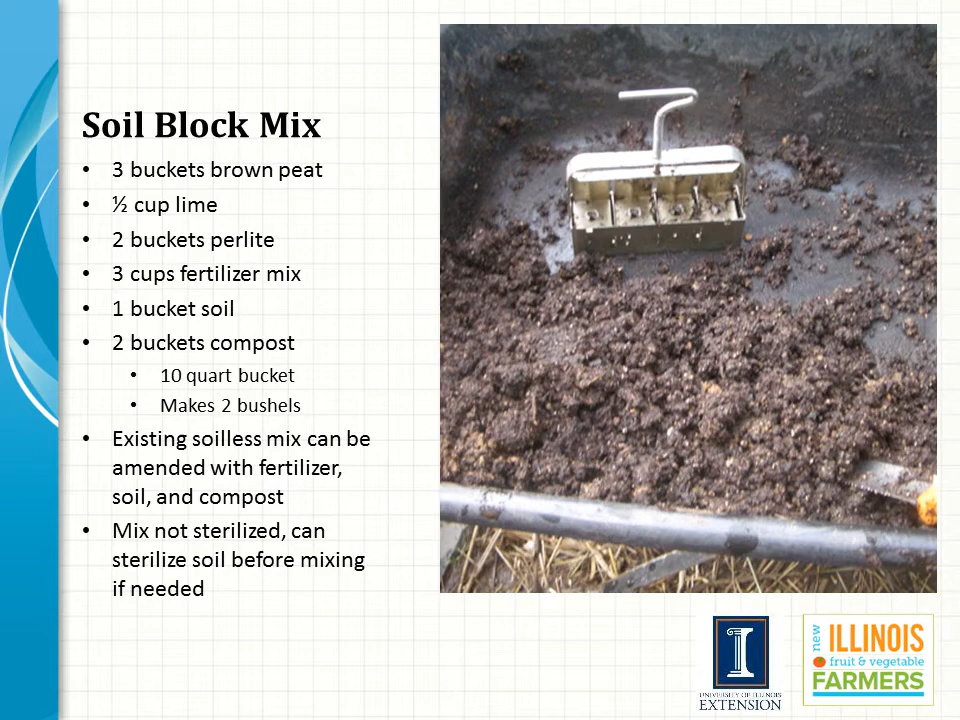 Soil Block Mix
• 3 buckets brown peat
• ½ cup lime
• 2 buckets perlite
• 3 cups fertilizer mix
• 1 bucket soil
• 2 buckets compost
• 10 quart bucket
• Makes 2 bushels
• Existing soilless mix can be
amended with fertilizer,
soil, and compost
• Mix not sterilized, can
sterilize soil before mixing
if needed
I
UNIVERSITY OF ILLINOIS
EXTENSION
new
ILLINOIS
fruit & vegetable
FARMERS